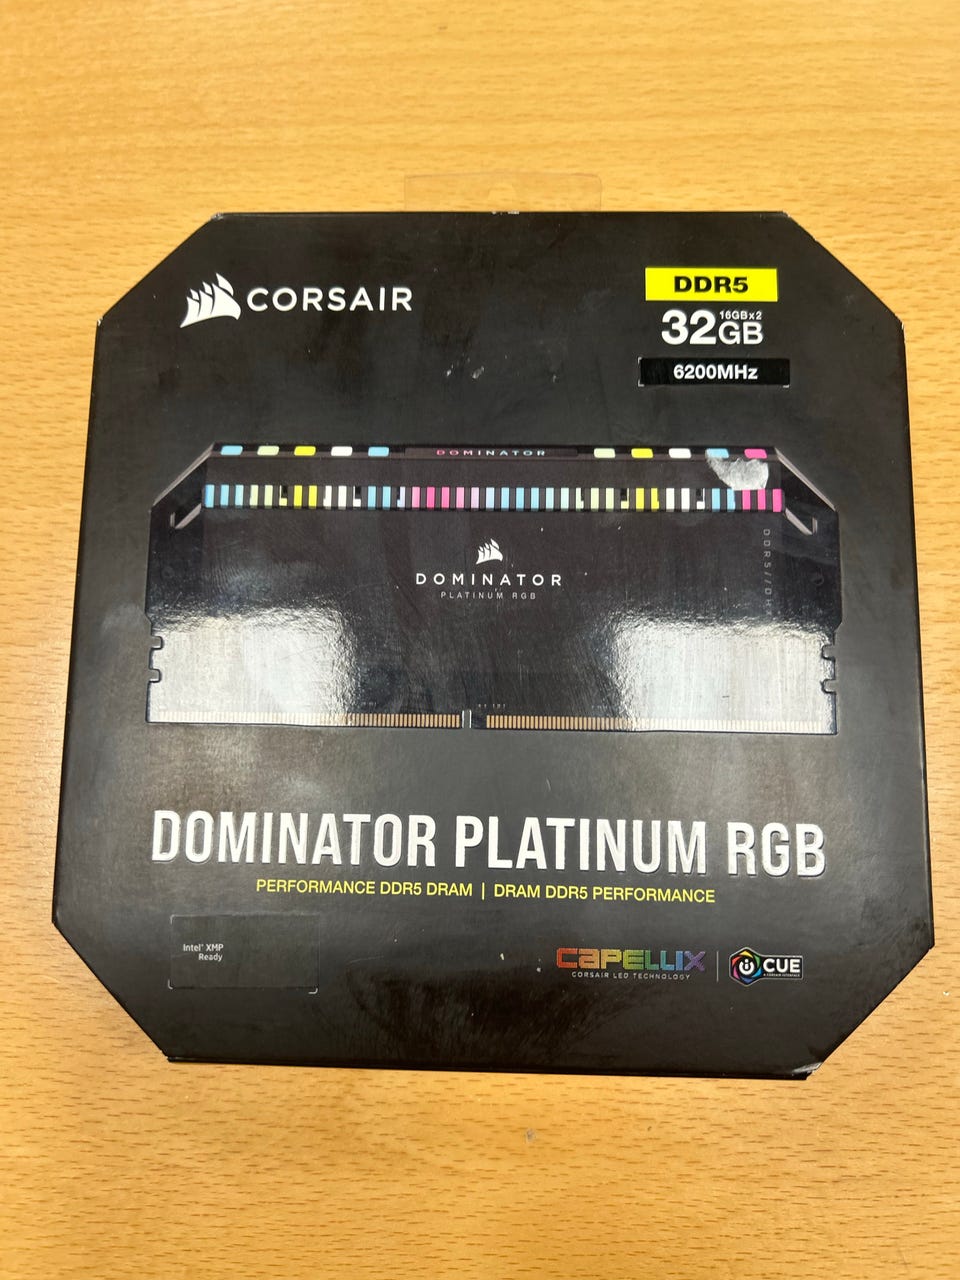 CORSAIR
DDR5
32GB
16GBx2
6200MHz
DOMINATOR
DOMINATOR
PLATINUM RGB
DOMINATOR PLATINUM RGB
PERFORMANCE DDR5 DRAM | DRAM DDR5 PERFORMANCE
Intel® XMP
Ready
CAPELLIX
CORSAIR LED TECHNOLOGY
iCUE